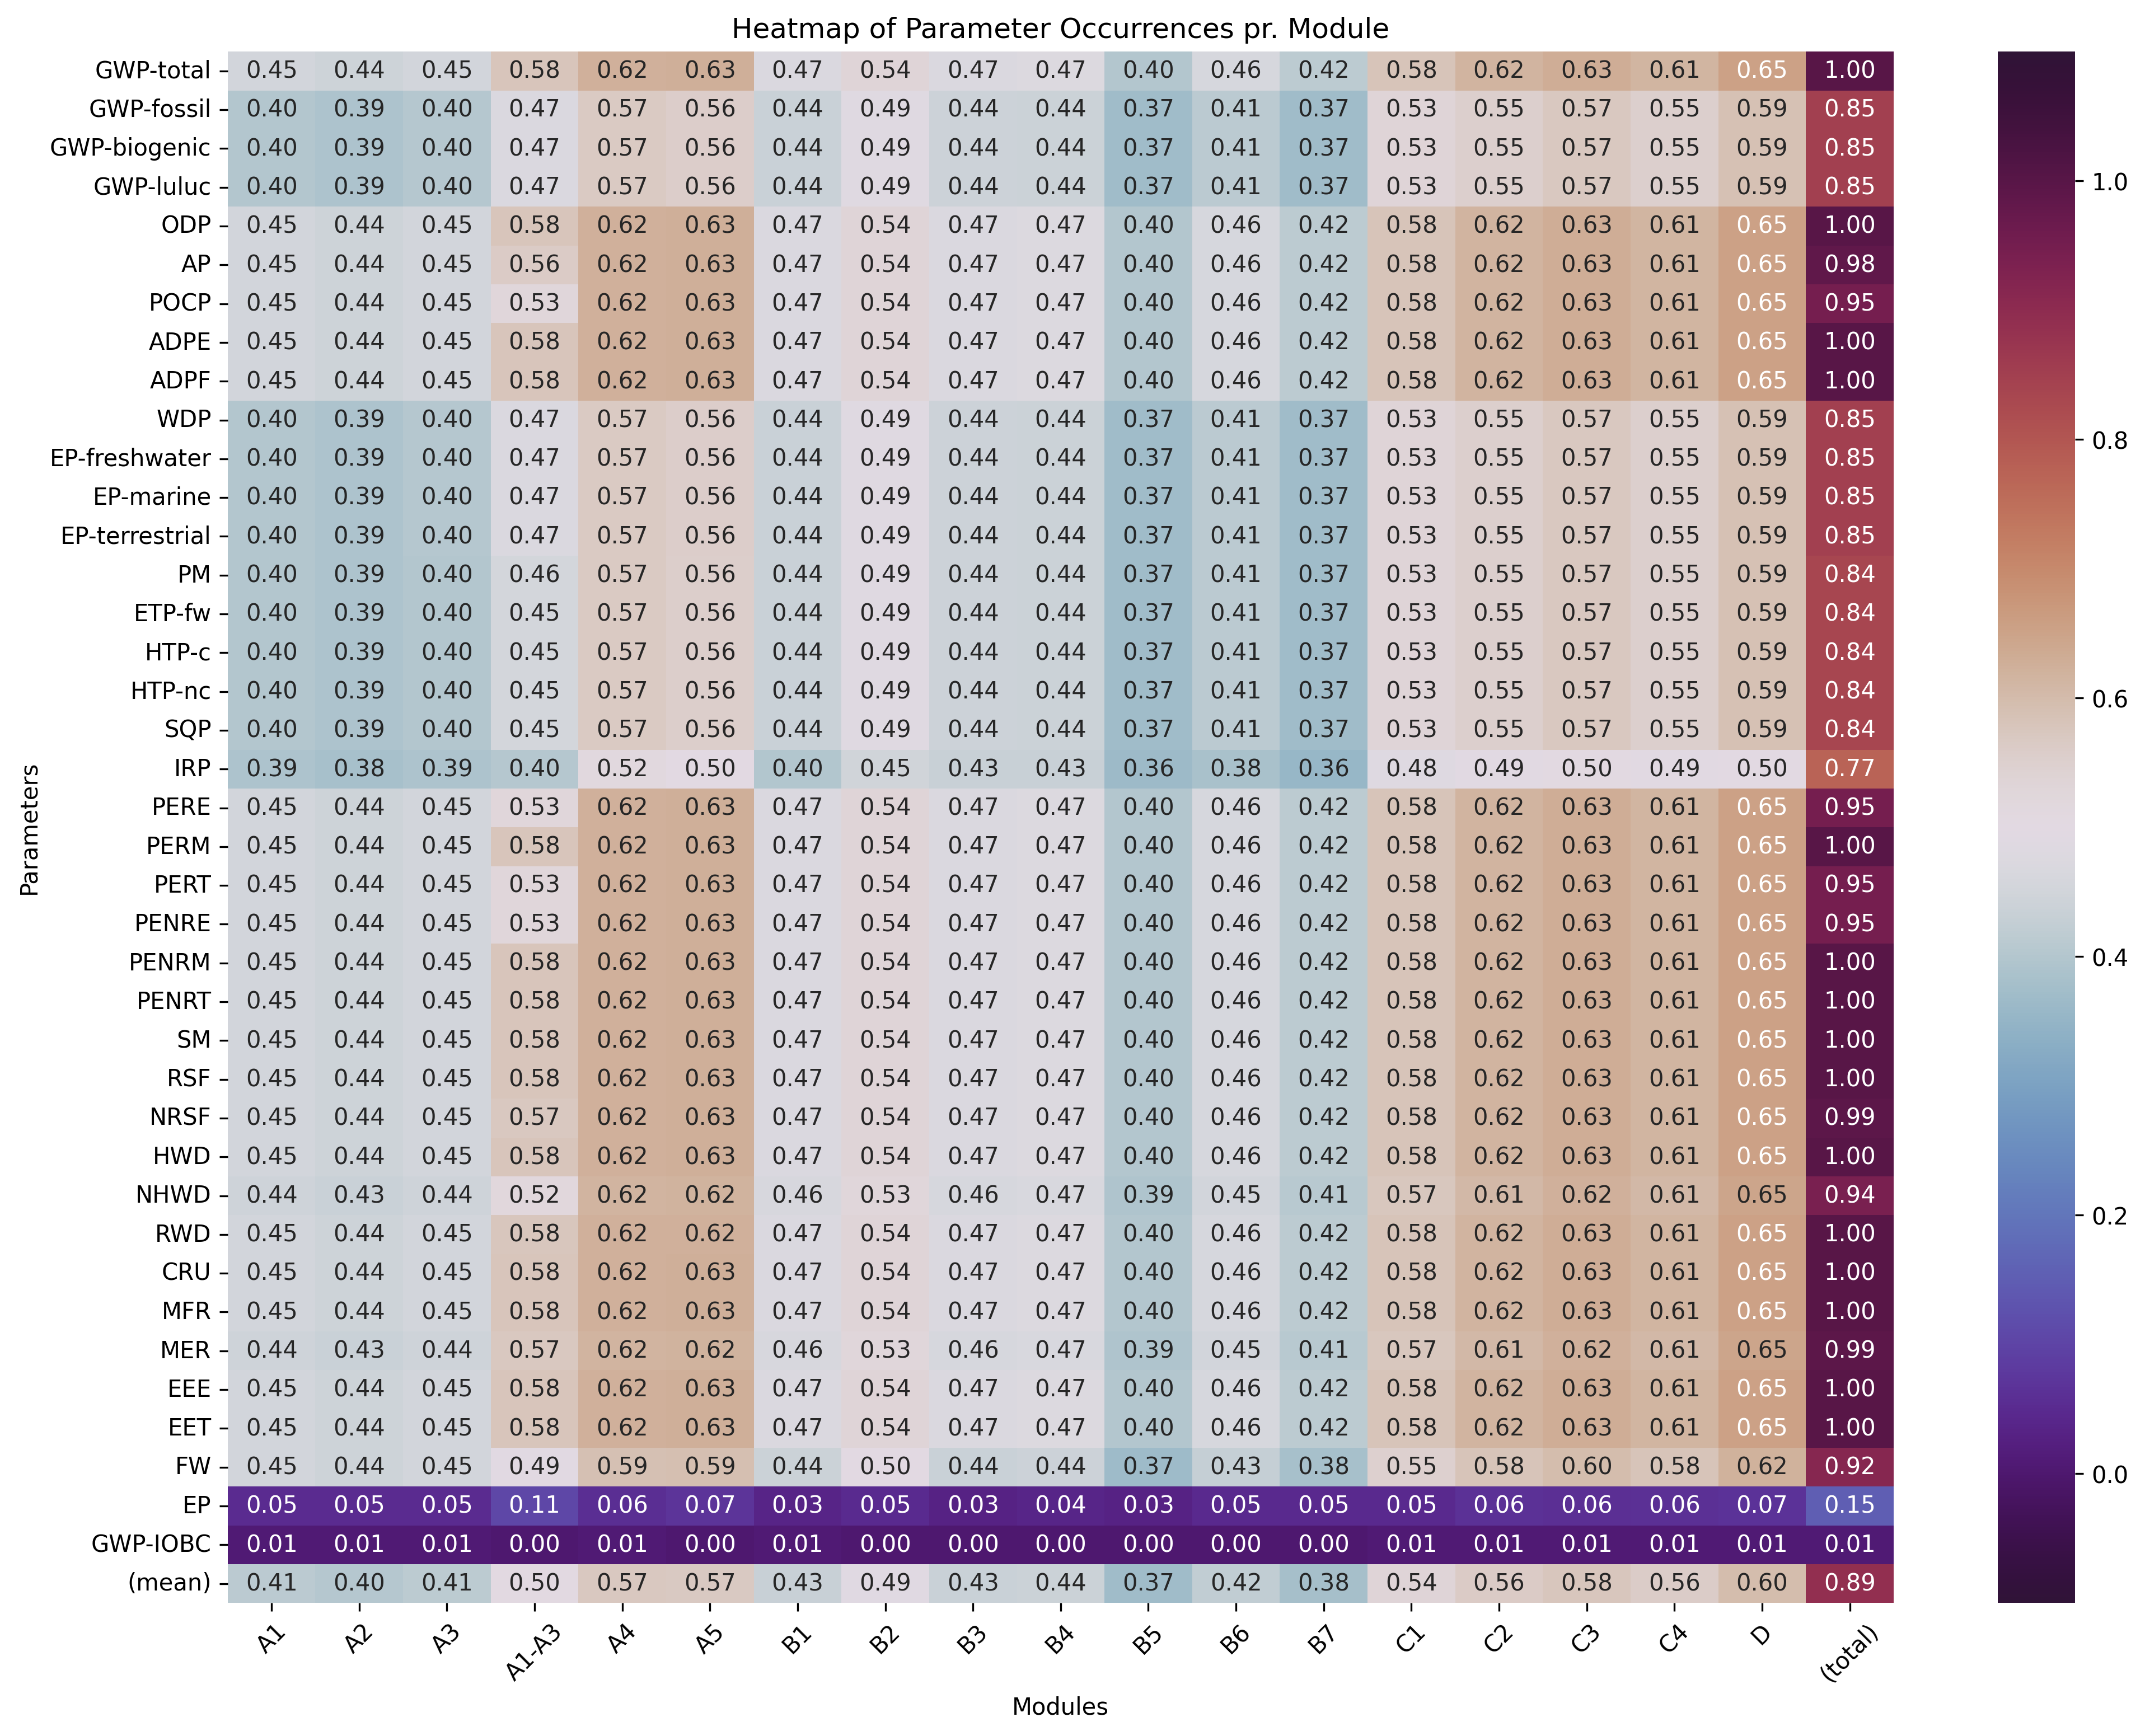 Heatmap of Parameter Occurrences pr. Module
GWP-total 0.45 0.44 0.45 0.58 0.62 0.63 0.47 0.54 0.47 0.47 0.40 0.46 0.42 0.58 0.62 0.63 0.61 0.65 1.00
GWP-fossil 0.40 0.39 0.40 0.47 0.57 0.56 0.44 0.49 0.44 0.44 0.37 0.41 0.37 0.53 0.55 0.57 0.55 0.59 0.85
GWP-biogenic 0.40 0.39 0.40 0.47 0.57 0.56 0.44 0.49 0.44 0.44 0.37 0.41 0.37 0.53 0.55 0.57 0.55 0.59 0.85
GWP-luluc 0.40 0.39 0.40 0.47 0.57 0.56 0.44 0.49 0.44 0.44 0.37 0.41 0.37 0.53 0.55 0.57 0.55 0.59 0.85
1.0
ODP 0.45 0.44 0.45 0.58 0.62 0.63 0.47 0.54 0.47 0.47 0.40 0.46 0.42 0.58 0.62 0.63 0.61 0.65 1.00
AP 0.45 0.44 0.45 0.56 0.62 0.63 0.47 0.54 0.47 0.47 0.40 0.46 0.42 0.58 0.62 0.63 0.61 0.65 0.98
POCP 0.45 0.44 0.45 0.53 0.62 0.63 0.47 0.54 0.47 0.47 0.40 0.46 0.42 0.58 0.62 0.63 0.61 0.65 0.95
ADPE 0.45 0.44 0.45 0.58 0.62 0.63 0.47 0.54 0.47 0.47 0.40 0.46 0.42 0.58 0.62 0.63 0.61 0.65 1.00
ADPF 0.45 0.44 0.45 0.58 0.62 0.63 0.47 0.54 0.47 0.47 0.40 0.46 0.42 0.58 0.62 0.63 0.61 0.65 1.00
WDP 0.40 0.39 0.40 0.47 0.57 0.56 0.44 0.49 0.44 0.44 0.37 0.41 0.37 0.53 0.55 0.57 0.55 0.59 0.85
0.8
EP-freshwater 0.40 0.39 0.40 0.47 0.57 0.56 0.44 0.49 0.44 0.44 0.37 0.41 0.37 0.53 0.55 0.57 0.55 0.59 0.85
EP-marine 0.40 0.39 0.40 0.47 0.57 0.56 0.44 0.49 0.44 0.44 0.37 0.41 0.37 0.53 0.55 0.57 0.55 0.59 0.85
EP-terrestrial 0.40 0.39 0.40 0.47 0.57 0.56 0.44 0.49 0.44 0.44 0.37 0.41 0.37 0.53 0.55 0.57 0.55 0.59 0.85
PM 0.40 0.39 0.40 0.46 0.57 0.56 0.44 0.49 0.44 0.44 0.37 0.41 0.37 0.53 0.55 0.57 0.55 0.59 0.84
ETP-fw 0.40 0.39 0.40 0.45 0.57 0.56 0.44 0.49 0.44 0.44 0.37 0.41 0.37 0.53 0.55 0.57 0.55 0.59 0.84
HTP-c 0.40 0.39 0.40 0.45 0.57 0.56 0.44 0.49 0.44 0.44 0.37 0.41 0.37 0.53 0.55 0.57 0.55 0.59 0.84
HTP-nc 0.40 0.39 0.40 0.45 0.57 0.56 0.44 0.49 0.44 0.44 0.37 0.41 0.37 0.53 0.55 0.57 0.55 0.59 0.84
0.6
SQP 0.40 0.39 0.40 0.45 0.57 0.56 0.44 0.49 0.44 0.44 0.37 0.41 0.37 0.53 0.55 0.57 0.55 0.59 0.84
IRP 0.39 0.38 0.39 0.40 0.52 0.50 0.40 0.45 0.43 0.43 0.36 0.38 0.36 0.48 0.49 0.50 0.49 0.50 0.77
PERE 0.45 0.44 0.45 0.53 0.62 0.63 0.47 0.54 0.47 0.47 0.40 0.46 0.42 0.58 0.62 0.63 0.61 0.65 0.95
Parameters
PERM 0.45 0.44 0.45 0.58 0.62 0.63 0.47 0.54 0.47 0.47 0.40 0.46 0.42 0.58 0.62 0.63 0.61 0.65 1.00
PERT 0.45 0.44 0.45 0.53 0.62 0.63 0.47 0.54 0.47 0.47 0.40 0.46 0.42 0.58 0.62 0.63 0.61 0.65 0.95
PENRE 0.45 0.44 0.45 0.53 0.62 0.63 0.47 0.54 0.47 0.47 0.40 0.46 0.42 0.58 0.62 0.63 0.61 0.65 0.95
PENRM 0.45 0.44 0.45 0.58 0.62 0.63 0.47 0.54 0.47 0.47 0.40 0.46 0.42 0.58 0.62 0.63 0.61 0.65 1.00
0.4
PENRT 0.45 0.44 0.45 0.58 0.62 0.63 0.47 0.54 0.47 0.47 0.40 0.46 0.42 0.58 0.62 0.63 0.61 0.65 1.00
SM 0.45 0.44 0.45 0.58 0.62 0.63 0.47 0.54 0.47 0.47 0.40 0.46 0.42 0.58 0.62 0.63 0.61 0.65 1.00
RSF 0.45 0.44 0.45 0.58 0.62 0.63 0.47 0.54 0.47 0.47 0.40 0.46 0.42 0.58 0.62 0.63 0.61 0.65 1.00
NRSF 0.45 0.44 0.45 0.57 0.62 0.63 0.47 0.54 0.47 0.47 0.40 0.46 0.42 0.58 0.62 0.63 0.61 0.65 0.99
HWD 0.45 0.44 0.45 0.58 0.62 0.63 0.47 0.54 0.47 0.47 0.40 0.46 0.42 0.58 0.62 0.63 0.61 0.65 1.00
NHWD 0.44 0.43 0.44 0.52 0.62 0.62 0.46 0.53 0.46 0.47 0.39 0.45 0.41 0.57 0.61 0.62 0.61 0.65 0.94
0.2
RWD 0.45 0.44 0.45 0.58 0.62 0.62 0.47 0.54 0.47 0.47 0.40 0.46 0.42 0.58 0.62 0.63 0.61 0.65 1.00
CRU 0.45 0.44 0.45 0.58 0.62 0.63 0.47 0.54 0.47 0.47 0.40 0.46 0.42 0.58 0.62 0.63 0.61 0.65 1.00
MFR 0.45 0.44 0.45 0.58 0.62 0.63 0.47 0.54 0.47 0.47 0.40 0.46 0.42 0.58 0.62 0.63 0.61 0.65 1.00
MER 0.44 0.43 0.44 0.57 0.62 0.62 0.46 0.53 0.46 0.47 0.39 0.45 0.41 0.57 0.61 0.62 0.61 0.65 0.99
EEE 0.45 0.44 0.45 0.58 0.62 0.63 0.47 0.54 0.47 0.47 0.40 0.46 0.42 0.58 0.62 0.63 0.61 0.65 1.00
EET 0.45 0.44 0.45 0.58 0.62 0.63 0.47 0.54 0.47 0.47 0.40 0.46 0.42 0.58 0.62 0.63 0.61 0.65 1.00
FW 0.45 0.44 0.45 0.49 0.59 0.59 0.44 0.50 0.44 0.44 0.37 0.43 0.38 0.55 0.58 0.60 0.58 0.62 0.92
0.0
EP 0.05 0.05 0.05 0.11 0.06 0.07 0.03 0.05 0.03 0.04 0.03 0.05 0.05 0.05 0.06 0.06 0.06 0.07 0.15
GWP-IOBC 0.01 0.01 0.01 0.00 0.01 0.00 0.01 0.00 0.00 0.00 0.00 0.00 0.00 0.01 0.01 0.01 0.01 0.01 0.01
(mean) 0.41 0.40 0.41 0.50 0.57 0.57 0.43 0.49 0.43 0.44 0.37 0.42 0.38 0.54 0.56 0.58 0.56 0.60 0.89
A1 A2 A3 A1-A3 A4 A5 B1 B2 B3 B4 B5 B6 B7 C1 C2 C3 C4 D (total)
Modules